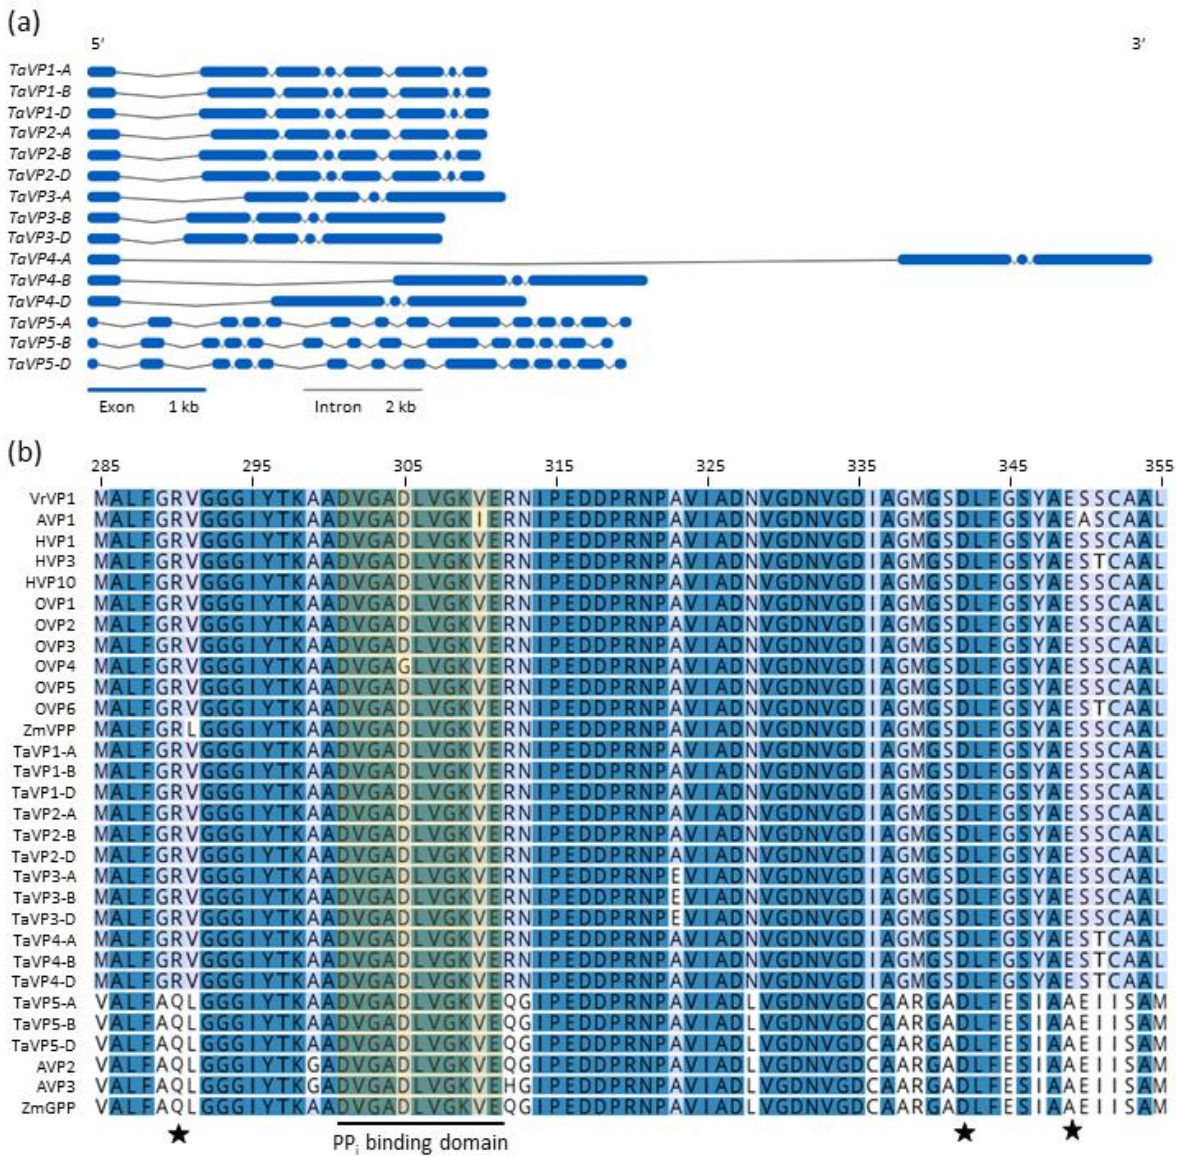 (a)
5' 3'
TaVP1-A
TaVP1-B
TaVP1-D
TaVP2-A
TaVP2-B
TaVP2-D
TaVP3-A
TaVP3-B
TaVP3-D
TaVP4-A
TaVP4-B
TaVP4-D
TaVP5-A
TaVP5-B
TaVP5-D
Exon 1 kb Intron 2 kb
(b)
285 295 305 315 325 335 345 355
VrVP1 MALFGRVGGGIYTKAADVGADLVGKVERNIPEDDPRNPAVIADNVGDNVGDIAGMGSDLFGSYAESSCAAL
AVP1 MALFGRVGGGIYTKAADVGADLVGKIERNIPEDDPRNPAVIADNVGDNVGDIAGMGSDLFGSYAEASCAAL
HVP1 MALFGRVGGGIYTKAADVGADLVGKVERNIPEDDPRNPAVIADNVGDNVGDIAGMGSDLFGSYAESSCAAL
HVP3 MALFGRVGGGIYTKAADVGADLVGKVERNIPEDDPRNPAVIADNVGDNVGDIAGMGSDLFGSYAESTCAAL
HVP10 MALFGRVGGGIYTKAADVGADLVGKVERNIPEDDPRNPAVIADNVGDNVGDIAGMGSDLFGSYAESSCAAL
OVP1 MALFGRVGGGIYTKAADVGADLVGKVERNIPEDDPRNPAVIADNVGDNVGDIAGMGSDLFGSYAESSCAAL
OVP2 MALFGRVGGGIYTKAADVGADLVGKVERNIPEDDPRNPAVIADNVGDNVGDIAGMGSDLFGSYAESSCAAL
OVP3 MALFGRVGGGIYTKAADVGADLVGKVERNIPEDDPRNPAVIADNVGDNVGDIAGMGSDLFGSYAESSCAAL
OVP4 MALFGRVGGGIYTKAADVGAGLVGKVERNIPEDDPRNPAVIADNVGDNVGDIAGMGSDLFGSYAESSCAAL
OVP5 MALFGRVGGGIYTKAADVGADLVGKVERNIPEDDPRNPAVIADNVGDNVGDIAGMGSDLFGSYAESSCAAL
OVP6 MALFGRVGGGIYTKAADVGADLVGKVERNIPEDDPRNPAVIADNVGDNVGDIAGMGSDLFGSYAESTCAAL
ZmVPP MALFGRLGGGIYTKAADVGADLVGKVERNIPEDDPRNPAVIADNVGDNVGDIAGMGSDLFGSYAESSCAAL
TaVP1-A MALFGRVGGGIYTKAADVGADLVGKVERNIPEDDPRNPAVIADNVGDNVGDIAGMGSDLFGSYAESSCAAL
TaVP1-B MALFGRVGGGIYTKAADVGADLVGKVERNIPEDDPRNPAVIADNVGDNVGDIAGMGSDLFGSYAESSCAAL
TaVP1-D MALFGRVGGGIYTKAADVGADLVGKVERNIPEDDPRNPAVIADNVGDNVGDIAGMGSDLFGSYAESSCAAL
TaVP2-A MALFGRVGGGIYTKAADVGADLVGKVERNIPEDDPRNPAVIADNVGDNVGDIAGMGSDLFGSYAESSCAAL
TaVP2-B MALFGRVGGGIYTKAADVGADLVGKVERNIPEDDPRNPAVIADNVGDNVGDIAGMGSDLFGSYAESSCAAL
TaVP2-D MALFGRVGGGIYTKAADVGADLVGKVERNIPEDDPRNPAVIADNVGDNVGDIAGMGSDLFGSYAESSCAAL
TaVP3-A MALFGRVGGGIYTKAADVGADLVGKVERNIPEDDPRNPEVIADNVGDNVGDIAGMGSDLFGSYAESSCAAL
TaVP3-B MALFGRVGGGIYTKAADVGADLVGKVERNIPEDDPRNPEVIADNVGDNVGDIAGMGSDLFGSYAESSCAAL
TaVP3-D MALFGRVGGGIYTKAADVGADLVGKVERNIPEDDPRNPEVIADNVGDNVGDIAGMGSDLFGSYAESSCAAL
TaVP4-A MALFGRVGGGIYTKAADVGADLVGKVERNIPEDDPRNPAVIADNVGDNVGDIAGMGSDLFGSYAESTCAAL
TaVP4-B MALFGRVGGGIYTKAADVGADLVGKVERNIPEDDPRNPAVIADNVGDNVGDIAGMGSDLFGSYAESTCAAL
TaVP4-D MALFGRVGGGIYTKAADVGADLVGKVERNIPEDDPRNPAVIADNVGDNVGDIAGMGSDLFGSYAESTCAAL
TaVP5-A VALFAQLGGGIYTKAADVGADLVGKVEQGIPEDDPRNPAVIADLVGDNVGDCAARGADLFESIAAEIISAM
TaVP5-B VALFAQLGGGIYTKAADVGADLVGKVEQGIPEDDPRNPAVIADLVGDNVGDCAARGADLFESIAAEIISAM
TaVP5-D VALFAQLGGGIYTKAADVGADLVGKVEQGIPEDDPRNPAVIADLVGDNVGDCAARGADLFESIAAEIISAM
AVP2 VALFAQLGGGIYTKGADVGADLVGKVEQGIPEDDPRNPAVIADLVGDNVGDCAARGADLFESIAAEIISAM
AVP3 VALFAQLGGGIYTKGADVGADLVGKVEHGIPEDDPRNPAVIADLVGDNVGDCAARGADLFESIAAEIISAM
ZmGPP VALFAQLGGGIYTKAADVGADLVGKVEQGIPEDDPRNPAVIADLVGDNVGDCAARGADLFESIAAEIISAM
★ PPi binding domain ★ ★